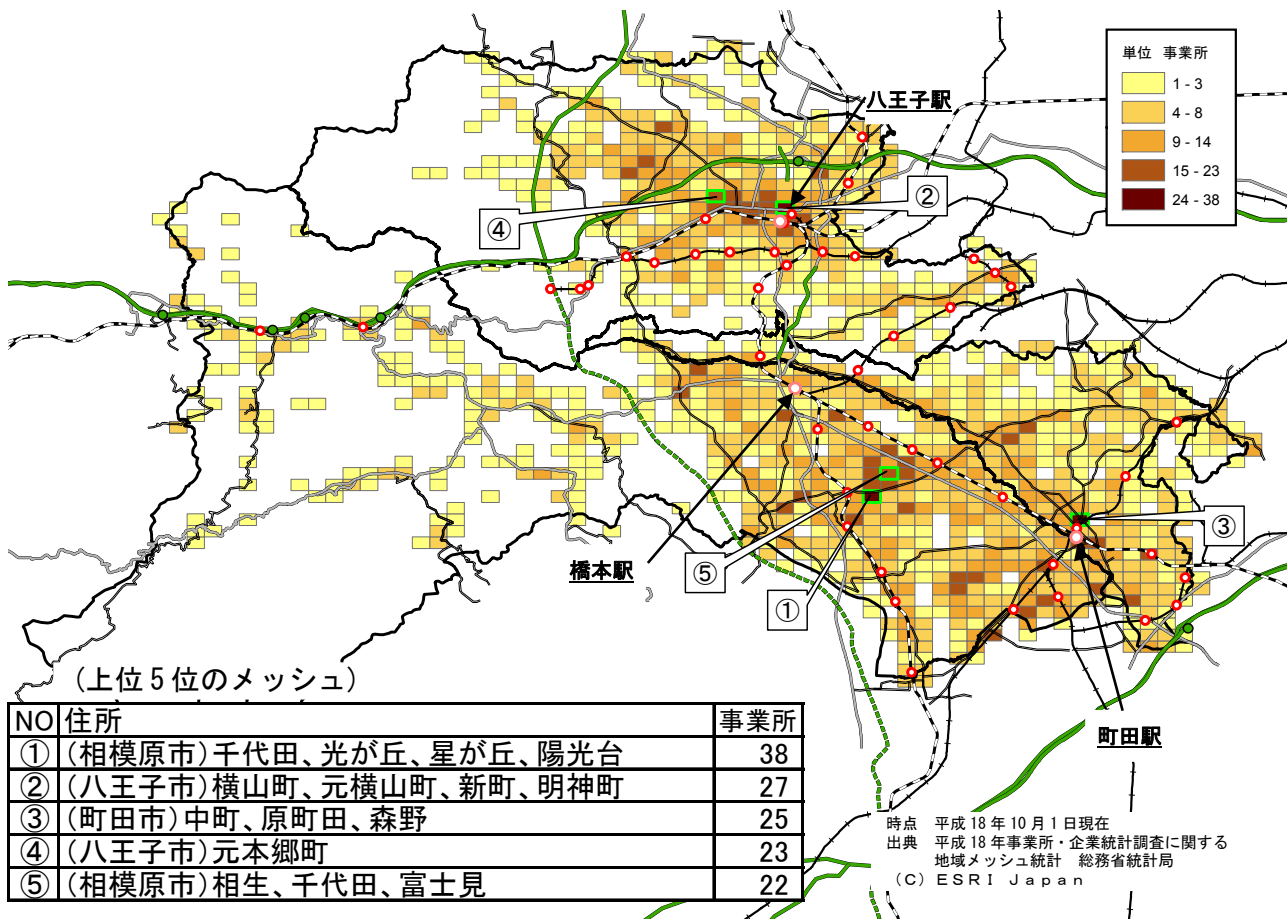 単位 事業所
1 - 3
4 - 8
9 - 14
15 - 23
24 - 38
八王子駅
②
④
③
橋本駅
⑤
①
町田駅
(上位5位のメッシュ)
NO 住所 事業所
① (相模原市)千代田、光が丘、星が丘、陽光台 38
② (八王子市)横山町、元横山町、新町、明神町 27
③ (町田市)中町、原町田、森野 25
④ (八王子市)元本郷町 23
⑤ (相模原市)相生、千代田、富士見 22
時点 平成18年10月1日現在
出典 平成18年事業所・企業統計調査に関する
地域メッシュ統計 総務省統計局
(C) ESRI Japan